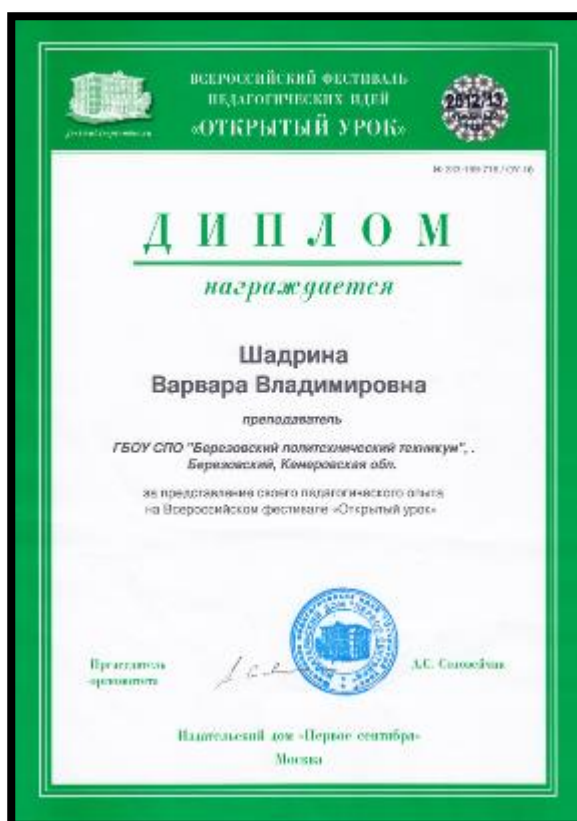 ВСЕРОССИЙСКИЙ ФЕСТИВАЛЬ
ПЕДАГОГИЧЕСКИХ ИДЕЙ
«ОТКРЫТЫЙ УРОК»
2012/13
ДИПЛОМ
награждается
Шадрина
Варвара Владимировна
преподаватель
ГБОУ СПО "Березовский политехнический техникум", .
Березовский, Кемеровская обл.
за представление своего педагогического опыта
на Всероссийском фестивале «Открытый урок»
Председатель
оргкомитета
А.С. Соловейчик
Издательский дом «Первое сентября»
Москва